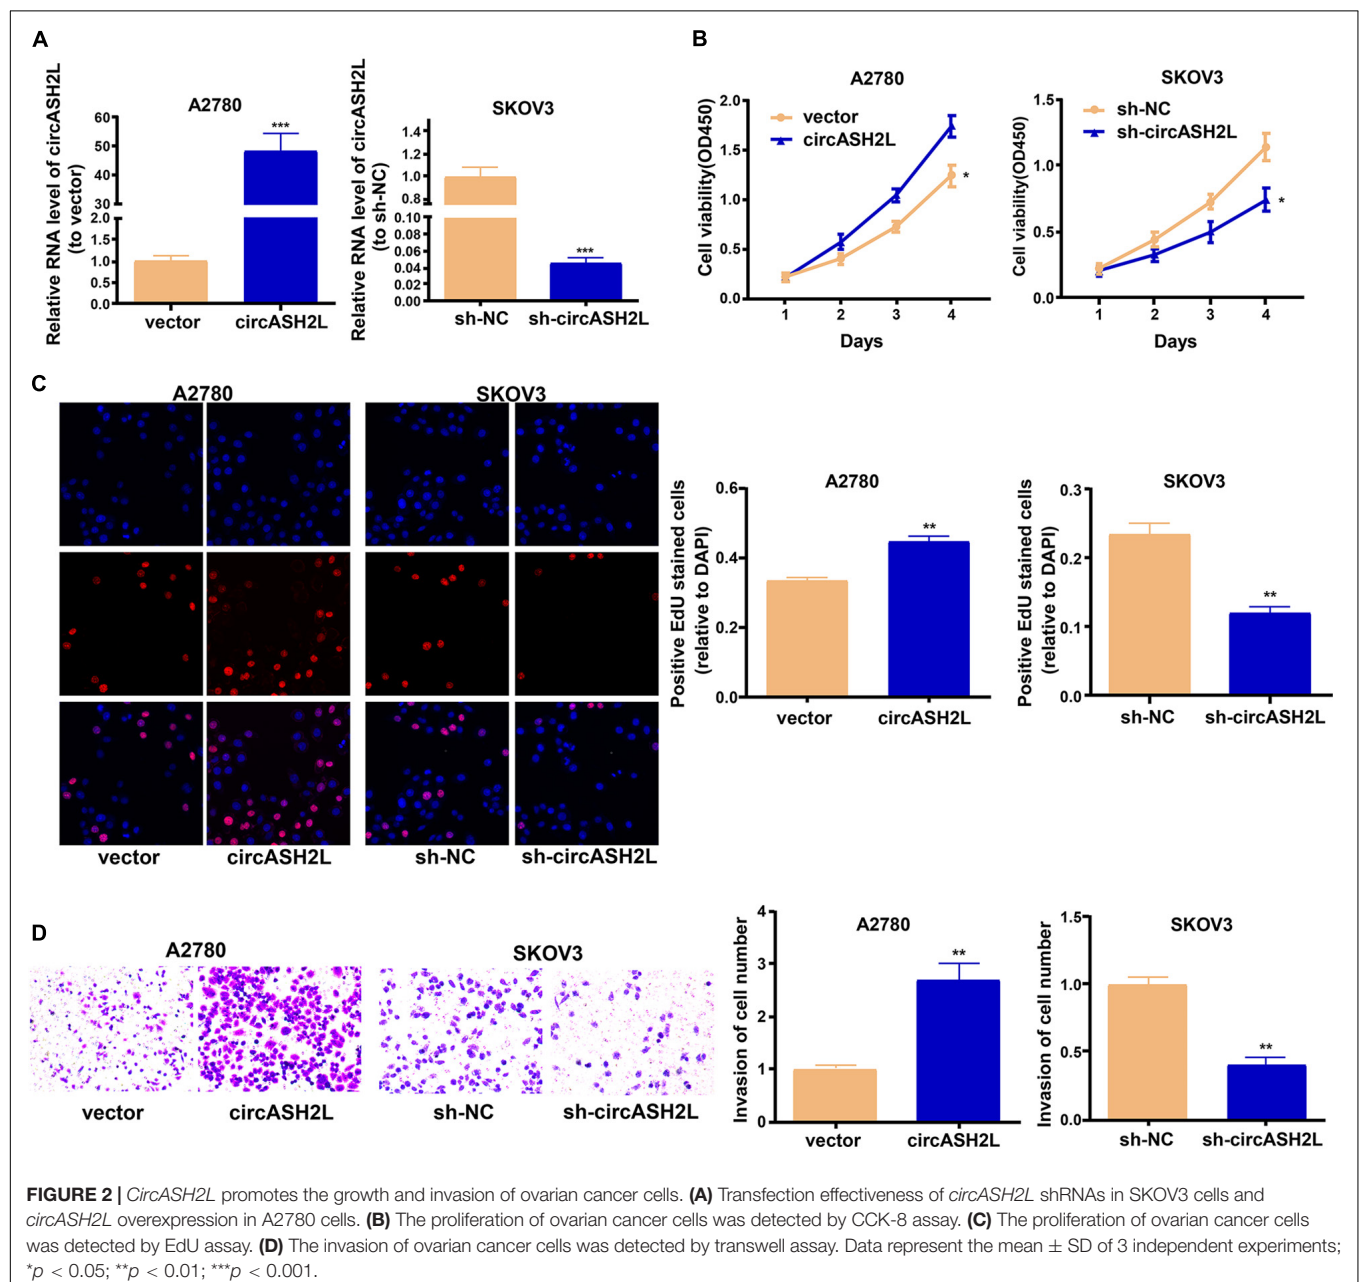 A
A2780
Relative RNA level of circASH2L
(to vector)
60
50
40
30
2.0
1.5
1.0
0.5
0.0
***
vector
circASH2L
SKOV3
Relative RNA level of circASH2L
(to sh-NC)
1.4
1.2
1.0
0.8
0.10
0.08
0.06
0.04
0.02
0.00
***
sh-NC
sh-circASH2L
B
A2780
Cell viability(OD450)
2.0
1.5
1.0
0.5
0.0
vector
circASH2L
*
1 2 3 4
Days
SKOV3
Cell viability(OD450)
1.5
1.0
0.5
0.0
sh-NC
sh-circASH2L
*
1 2 3 4
Days
C
A2780
SKOV3
vector
circASH2L
sh-NC
sh-circASH2L
A2780
Positive EdU stained cells
(relative to DAPI)
0.6
0.4
0.2
0.0
**
vector
circASH2L
SKOV3
Positive EdU stained cells
(relative to DAPI)
0.3
0.2
0.1
0.0
**
sh-NC
sh-circASH2L
D
A2780
SKOV3
vector
circASH2L
sh-NC
sh-circASH2L
A2780
Invasion of cell number
4
3
2
1
0
**
vector
circASH2L
SKOV3
Invasion of cell number
1.5
1.0
0.5
0.0
**
sh-NC
sh-circASH2L
FIGURE 2 | CircASH2L promotes the growth and invasion of ovarian cancer cells. (A) Transfection effectiveness of circASH2L shRNAs in SKOV3 cells and
circASH2L overexpression in A2780 cells. (B) The proliferation of ovarian cancer cells was detected by CCK-8 assay. (C) The proliferation of ovarian cancer cells
was detected by EdU assay. (D) The invasion of ovarian cancer cells was detected by transwell assay. Data represent the mean ± SD of 3 independent experiments;
*p < 0.05; **p < 0.01; ***p < 0.001.